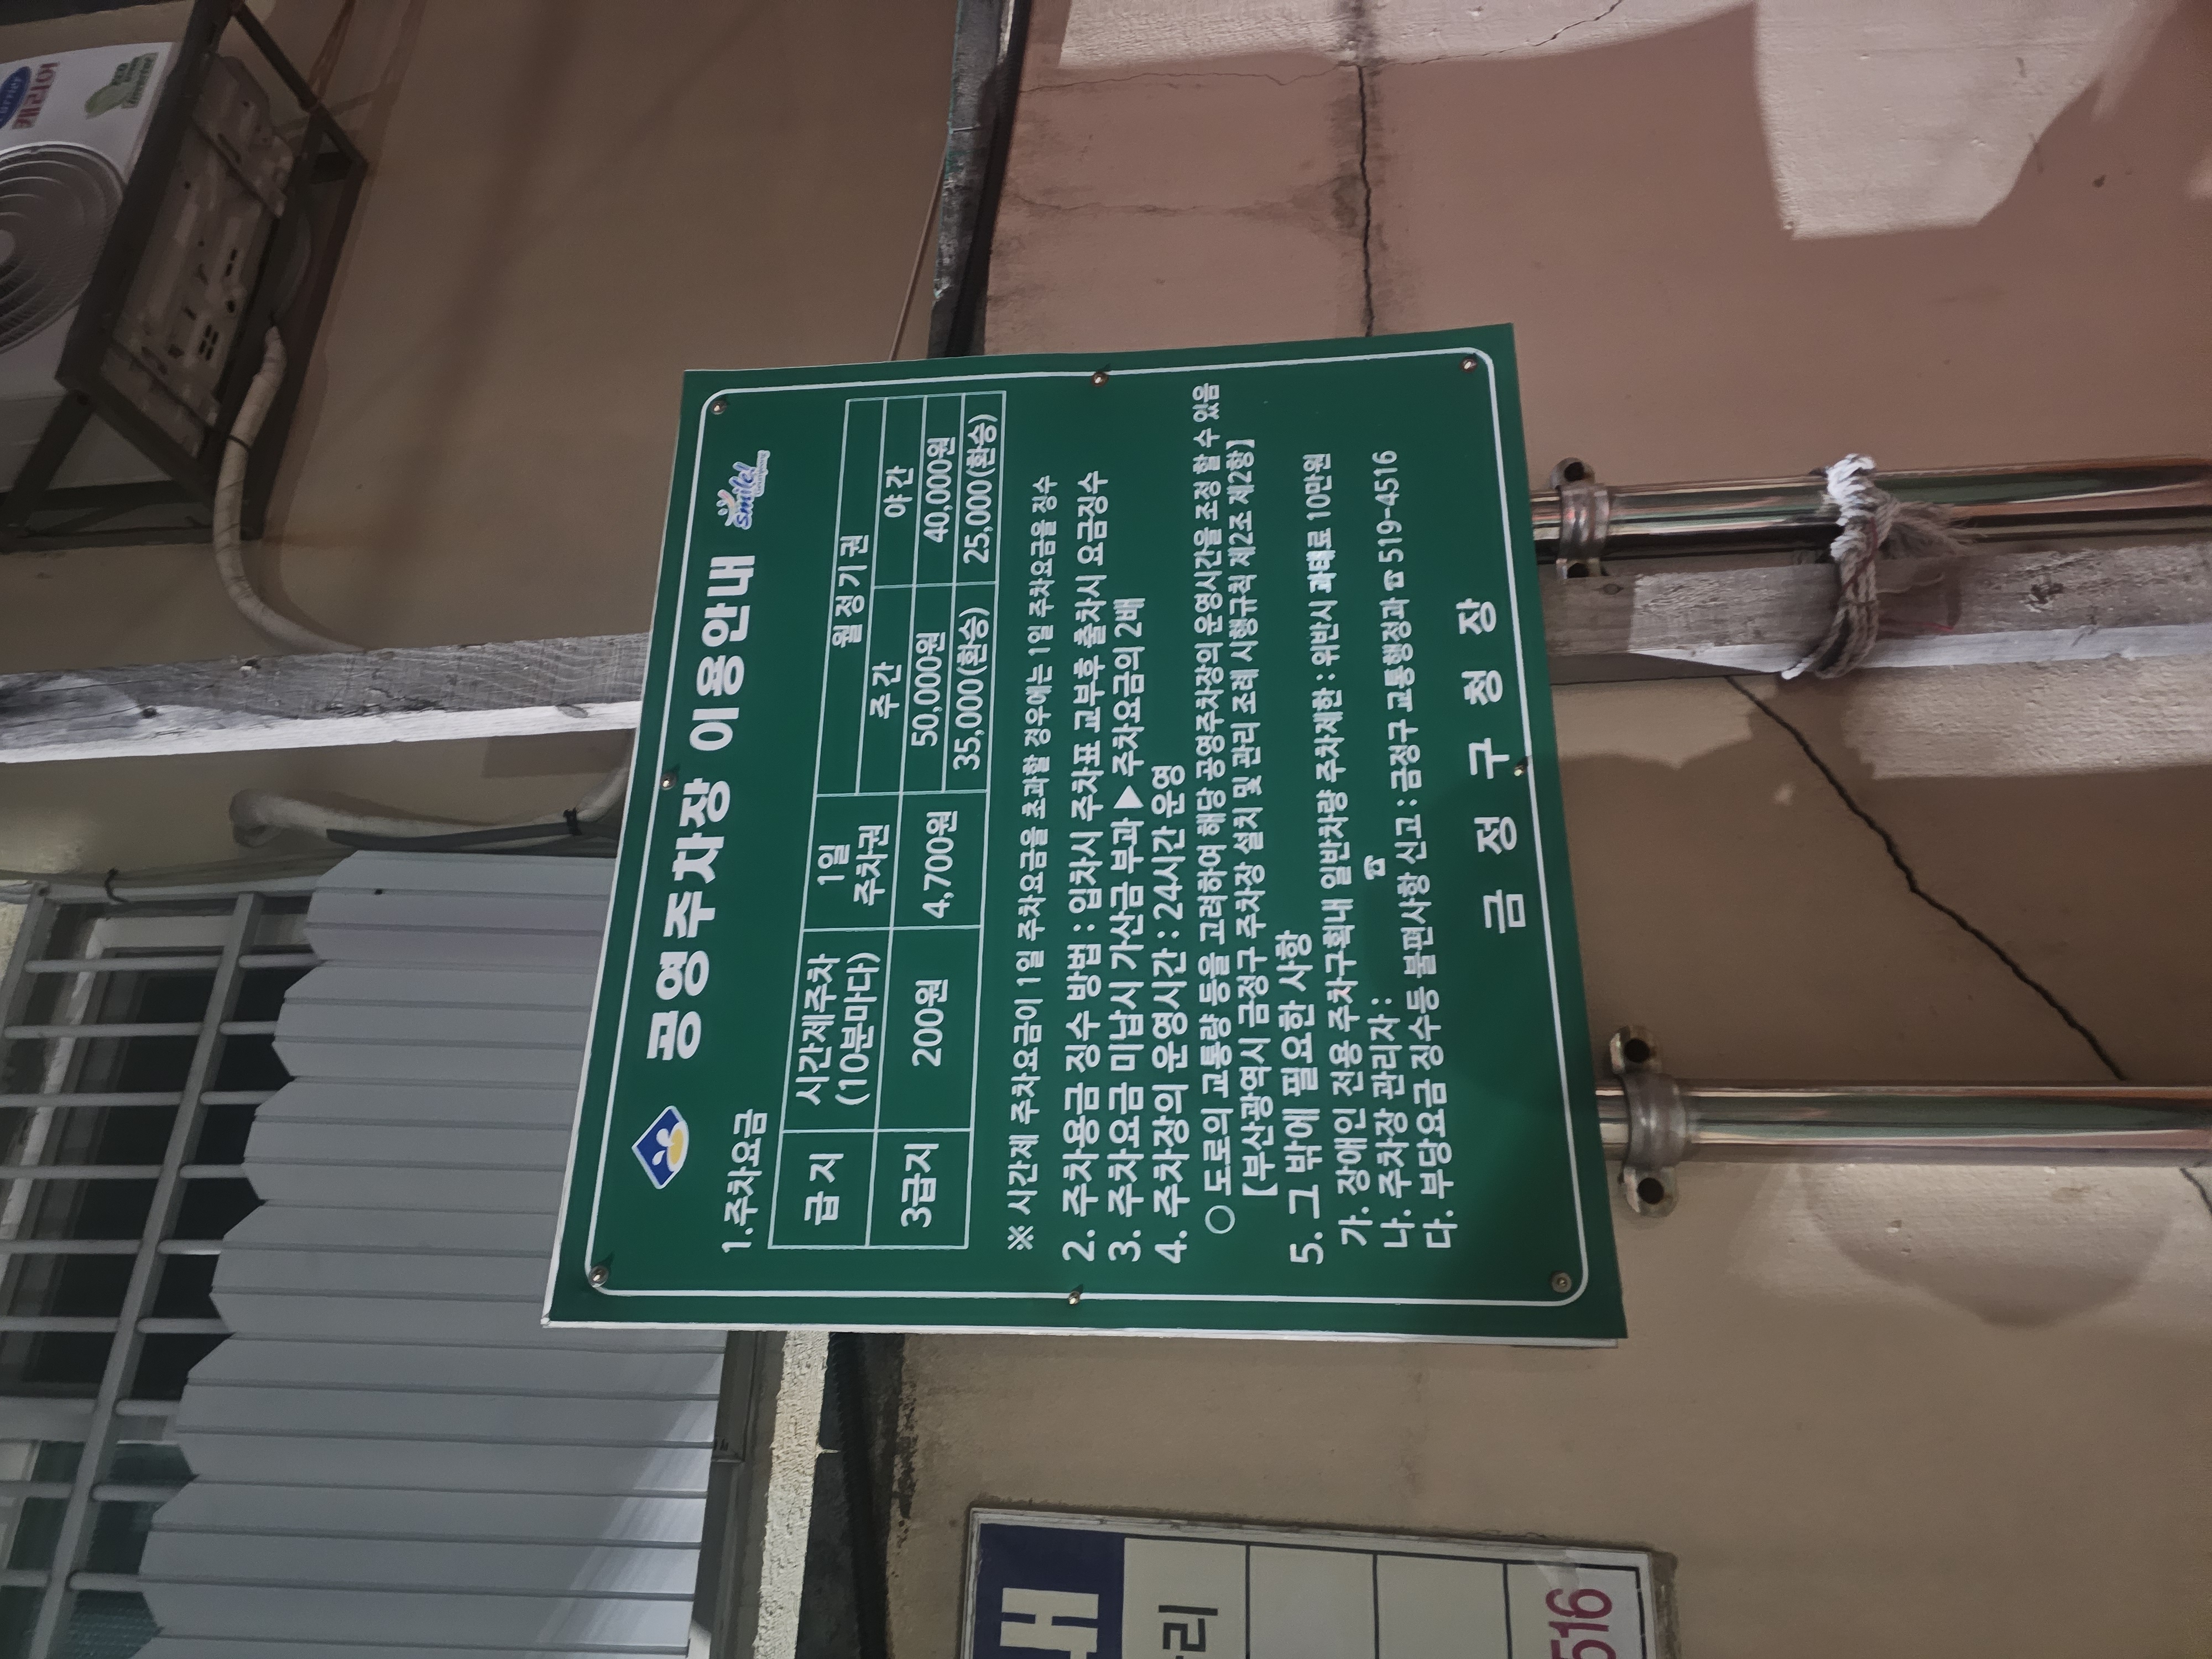 공영주차장 이용안내
smile!
1.주차요금
급 지
시간제주차
(10분마다)
1일
주차권
월 정 기 권
주 간
야 간
3급지
200원
4,700원
50,000원
40,000원
35,000(환승)
25,000(환승)
※ 시간제 주차요금이 1일 주차요금을 초과할 경우에는 1일 주차요금을 징수
2. 주차용금 징수 방법 : 입차시 주차표 교부후 출차시 요금징수
3. 주차요금 미납시 가산금 부과 ▶ 주차요금의 2배
4. 주차장의 운영시간 : 24시간 운영
○ 도로의 교통량 등을 고려하여 해당 공영주차장의 운영시간을 조정 할 수 있음
【부산광역시 금정구 주차장 설치 및 관리 조례 시행규칙 제2조 제2항】
5. 그 밖에 필요한 사항
가. 장애인 전용 주차구획내 일반차량 주차제한 : 위반시 과태료 10만원
나. 주차장 관리자 : ☎
다. 부당요금 징수등 불편사항 신고 : 금정구 교통행정과 ☎519-4516
금 정 구 청 장
Carrier
캐리어
리
516